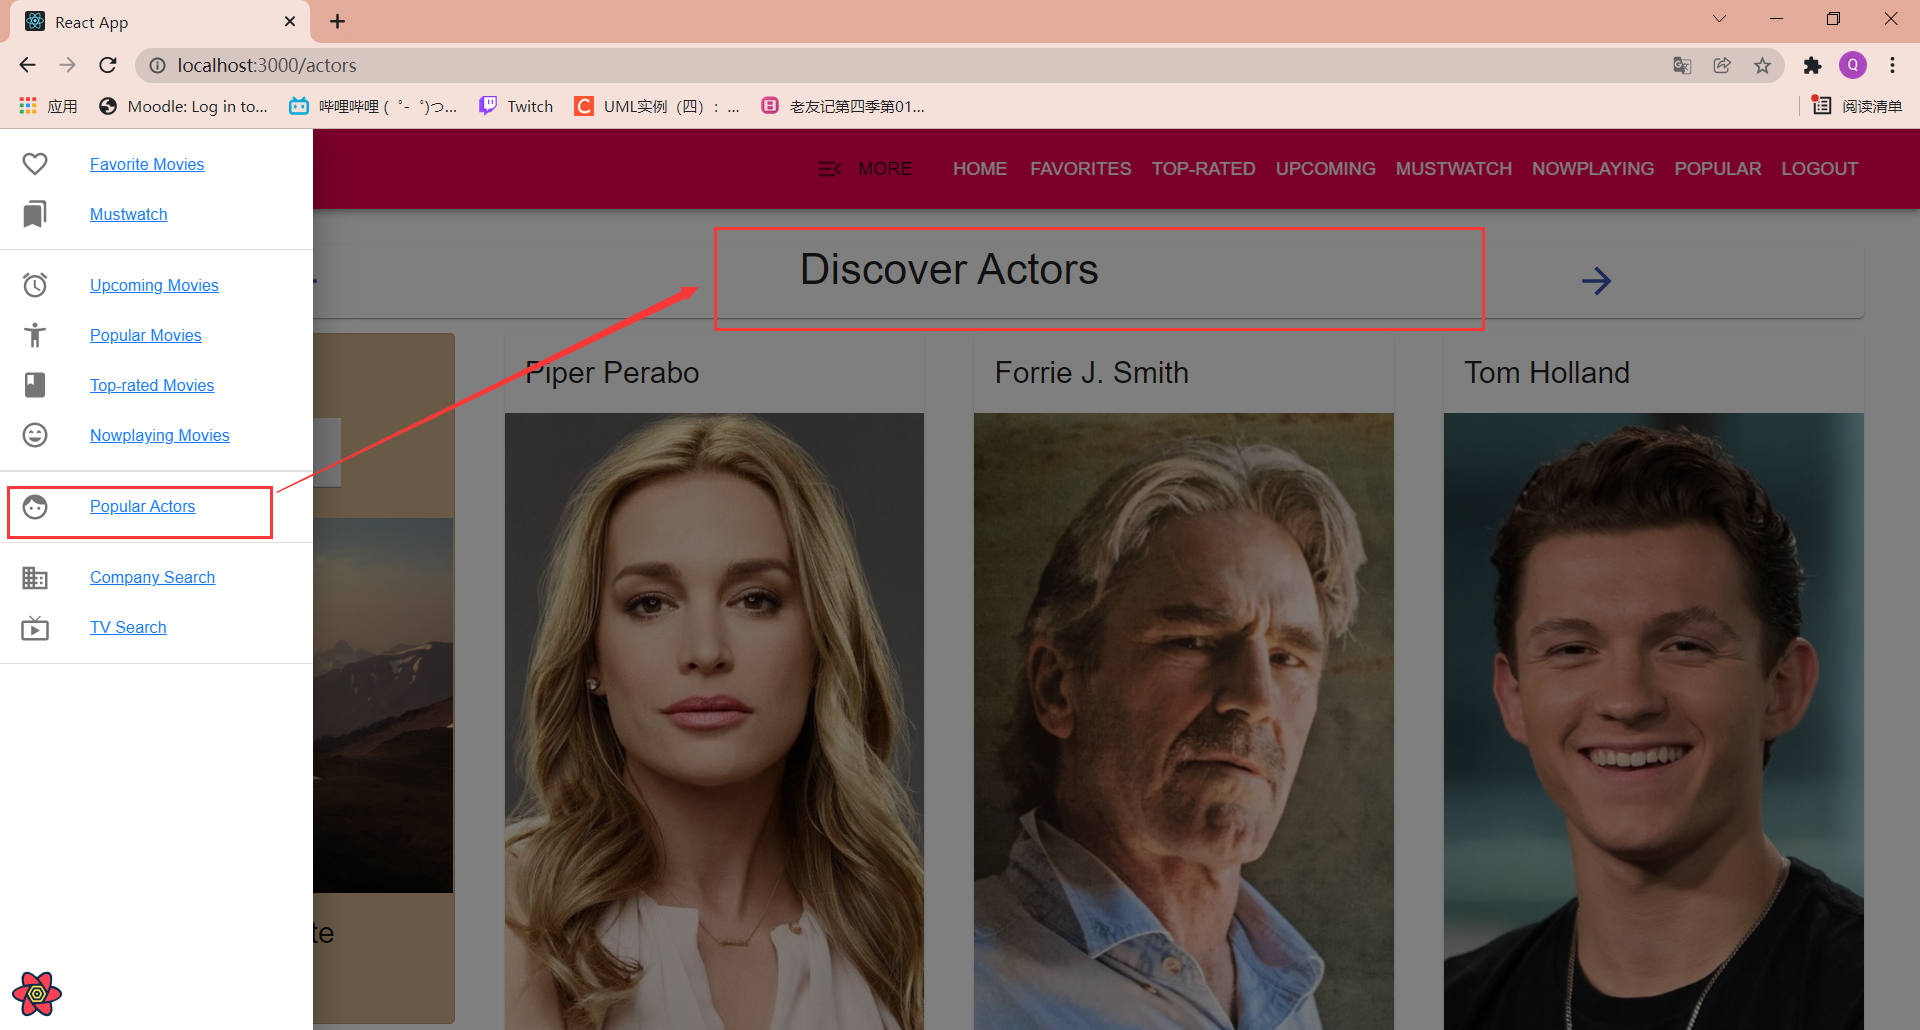 React App
localhost:3000/actors
Q
应用
Moodle: Log in to...
哔哩哔哩 (゜-゜)つ...
Twitch
UML实例（四）：...
老友记第四季第01...
阅读清单
Favorite Movies
Mustwatch
Upcoming Movies
Popular Movies
Top-rated Movies
Nowplaying Movies
Popular Actors
Company Search
TV Search
MORE HOME FAVORITES TOP-RATED UPCOMING MUSTWATCH NOWPLAYING POPULAR LOGOUT
Discover Actors
Piper Perabo
Forrie J. Smith
Tom Holland
te